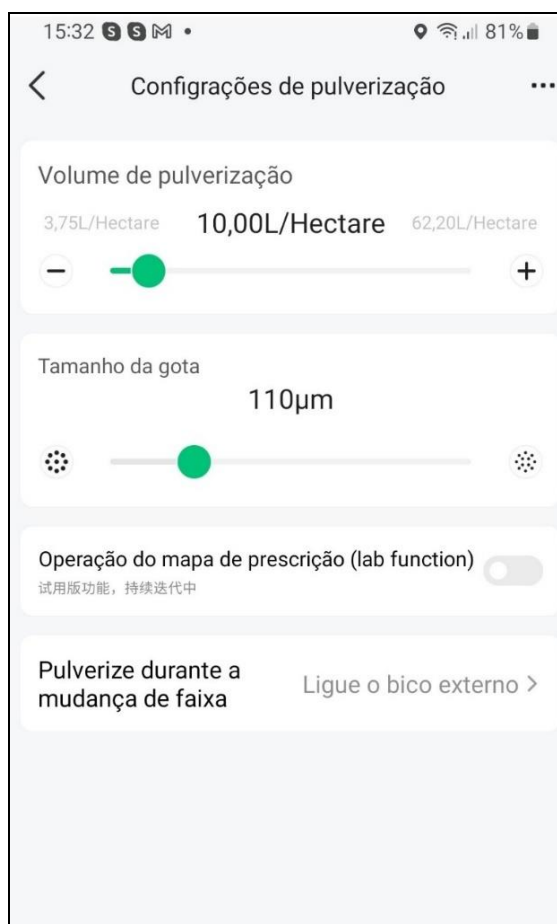 15:32 S S M • 81%
Configrações de pulverização
Volume de pulverização
3,75L/Hectare 10,00L/Hectare 62,20L/Hectare
Tamanho da gota
110µm
Operação do mapa de prescrição (lab function)
试用版功能，持续迭代中
Pulverize durante a
mudança de faixa
Ligue o bico externo >